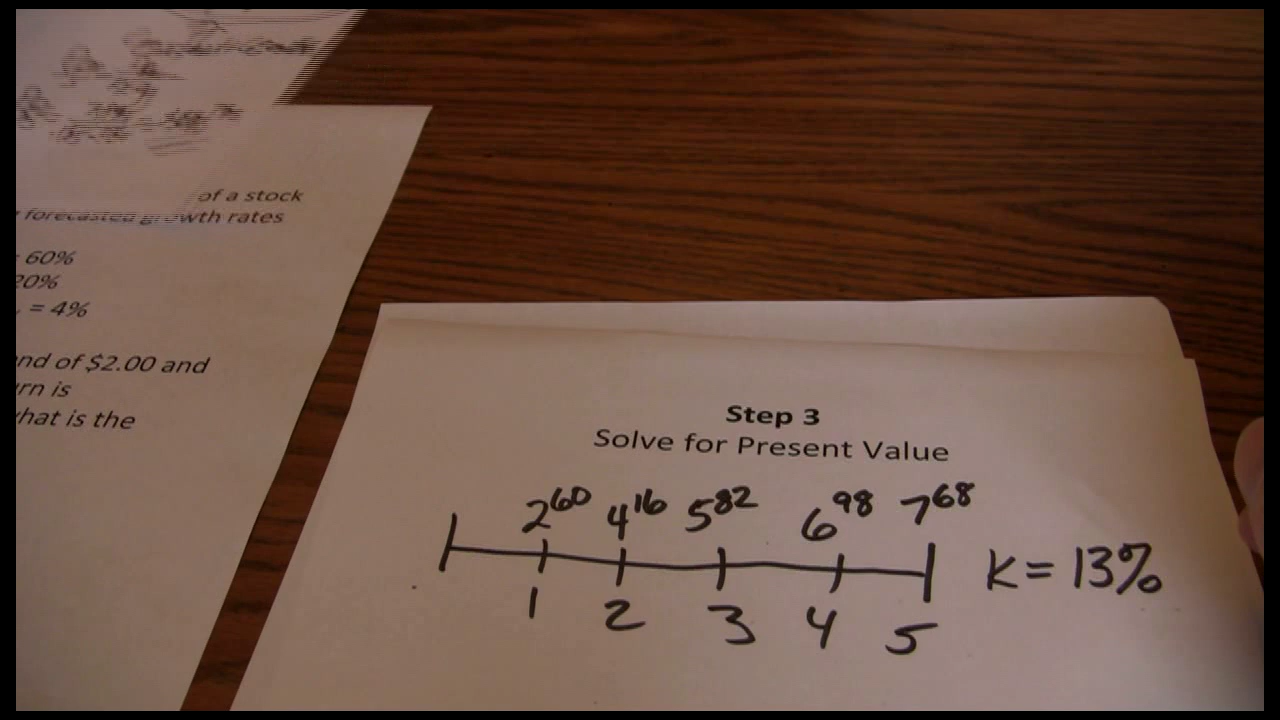 of a stock
forecasted growth rates
60%
20%
= 4%
nd of $2.00 and
rn is
hat is the
Step 3
Solve for Present Value
2⁶⁰ 4¹⁶ 5⁸² 6⁹⁸ 7⁶⁸
K = 13%
1 2 3 4 5